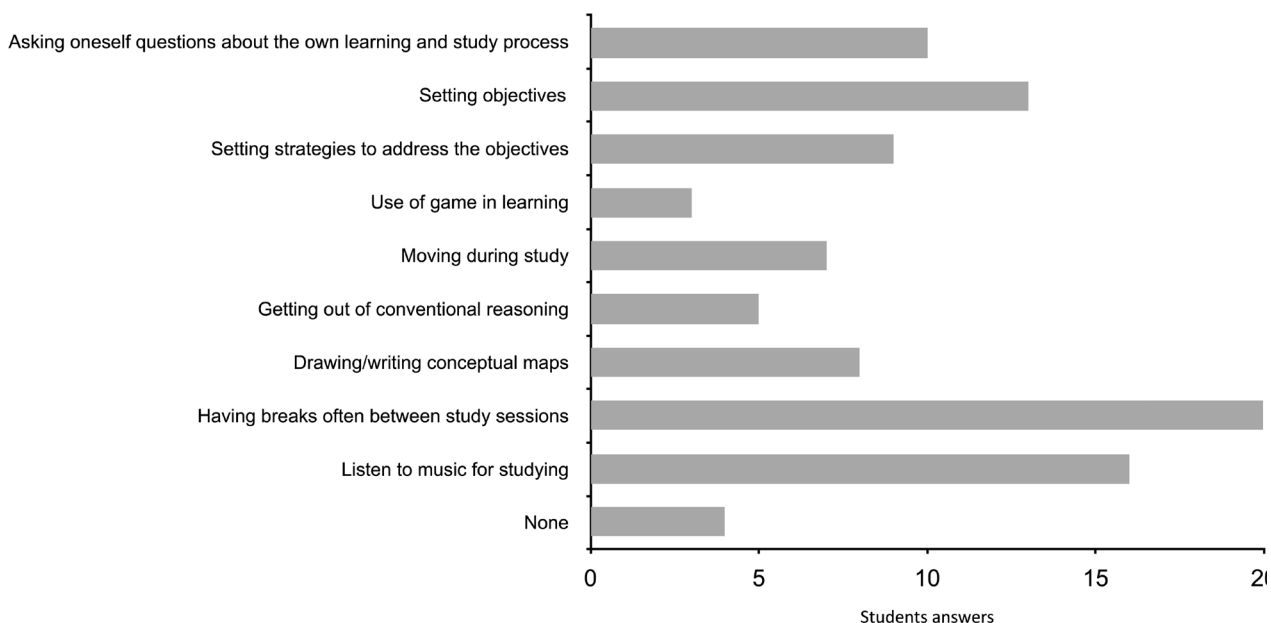 Asking oneself questions about the own learning and study process
Setting objectives
Setting strategies to address the objectives
Use of game in learning
Moving during study
Getting out of conventional reasoning
Drawing/writing conceptual maps
Having breaks often between study sessions
Listen to music for studying
None
0 5 10 15 20
Students answers